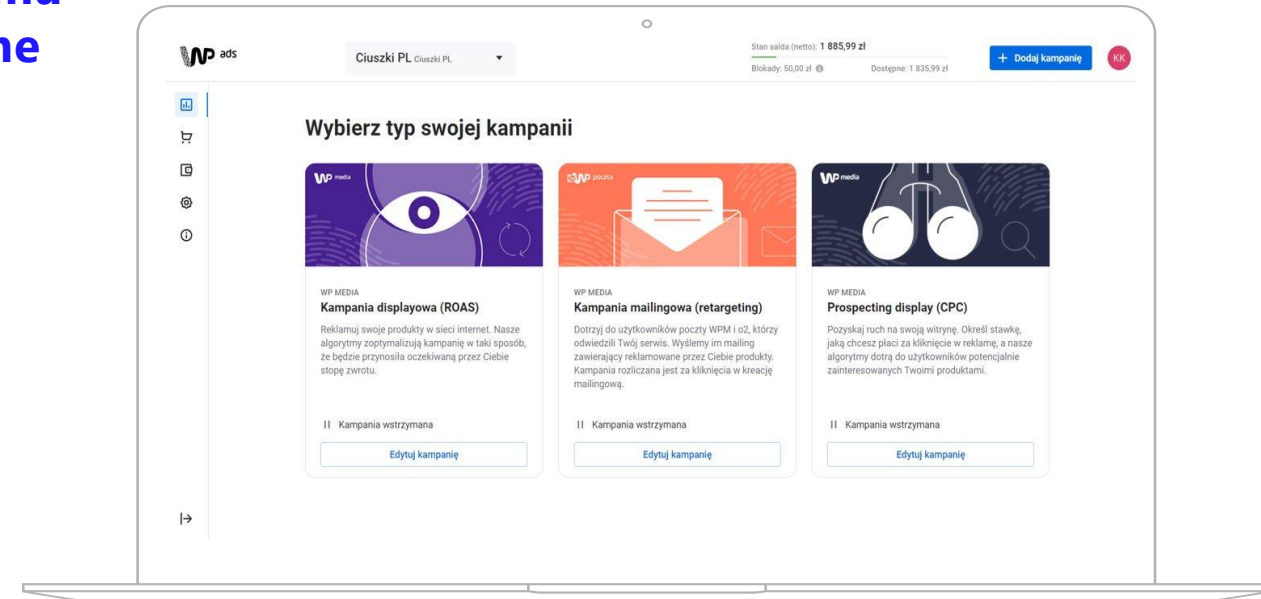 ne
WP ads
Ciuszki PL Ciuszki PL
Stan salda (netto): 1 885,99 zł
Blokady: 50,00 zł
Dostępne: 1 835,99 zł
+ Dodaj kampanię
KK
Wybierz typ swojej kampanii
WP media
WP MEDIA
Kampania displayowa (ROAS)
Reklamuj swoje produkty w sieci internet. Nasze
algorytmy zoptymalizują kampanię w taki sposób,
że będzie przynosiła oczekiwaną przez Ciebie
stopę zwrotu.
Kampania wstrzymana
Edytuj kampanię
WP poczta
WP MEDIA
Kampania mailingowa (retargeting)
Dotrzyj do użytkowników poczty WPM i o2, którzy
odwiedzili Twój serwis. Wyślemy im mailing
zawierający reklamowane przez Ciebie produkty.
Kampania rozliczana jest za kliknięcia w kreację
mailingową.
Kampania wstrzymana
Edytuj kampanię
WP media
WP MEDIA
Prospecting display (CPC)
Pozyskaj ruch na swoją witrynę. Określ stawkę,
jaką chcesz płaci za kliknięcie w reklamę, a nasze
algorytmy dotrą do użytkowników potencjalnie
zainteresowanych Twoimi produktami.
Kampania wstrzymana
Edytuj kampanię